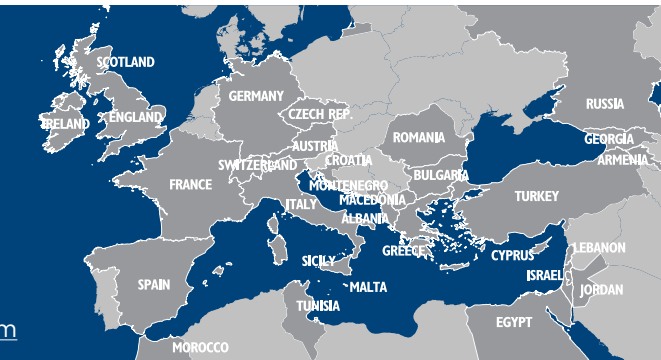 SCOTLAND
IRELAND
ENGLAND
GERMANY
CZECH REP.
AUSTRIA
SWITZERLAND
CROATIA
FRANCE
ITALY
MONTENEGRO
MACEDONIA
ALBANIA
ROMANIA
BULGARIA
RUSSIA
GEORGIA
ARMENIA
TURKEY
GREECE
CYPRUS
LEBANON
ISRAEL
JORDAN
SPAIN
SICILY
MALTA
TUNISIA
EGYPT
MOROCCO
m